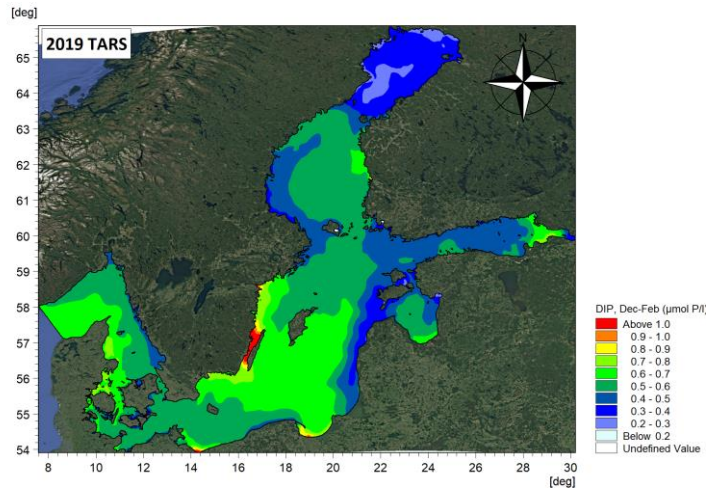 [deg]
2019 TARS
65
64
63
62
61
60
59
58
57
56
55
54
8 10 12 14 16 18 20 22 24 26 28 30
[deg]
DIP, Dec-Feb (µmol P/l)
Above 1.0
0.9 - 1.0
0.8 - 0.9
0.7 - 0.8
0.6 - 0.7
0.5 - 0.6
0.4 - 0.5
0.3 - 0.4
0.2 - 0.3
Below 0.2
Undefined Value